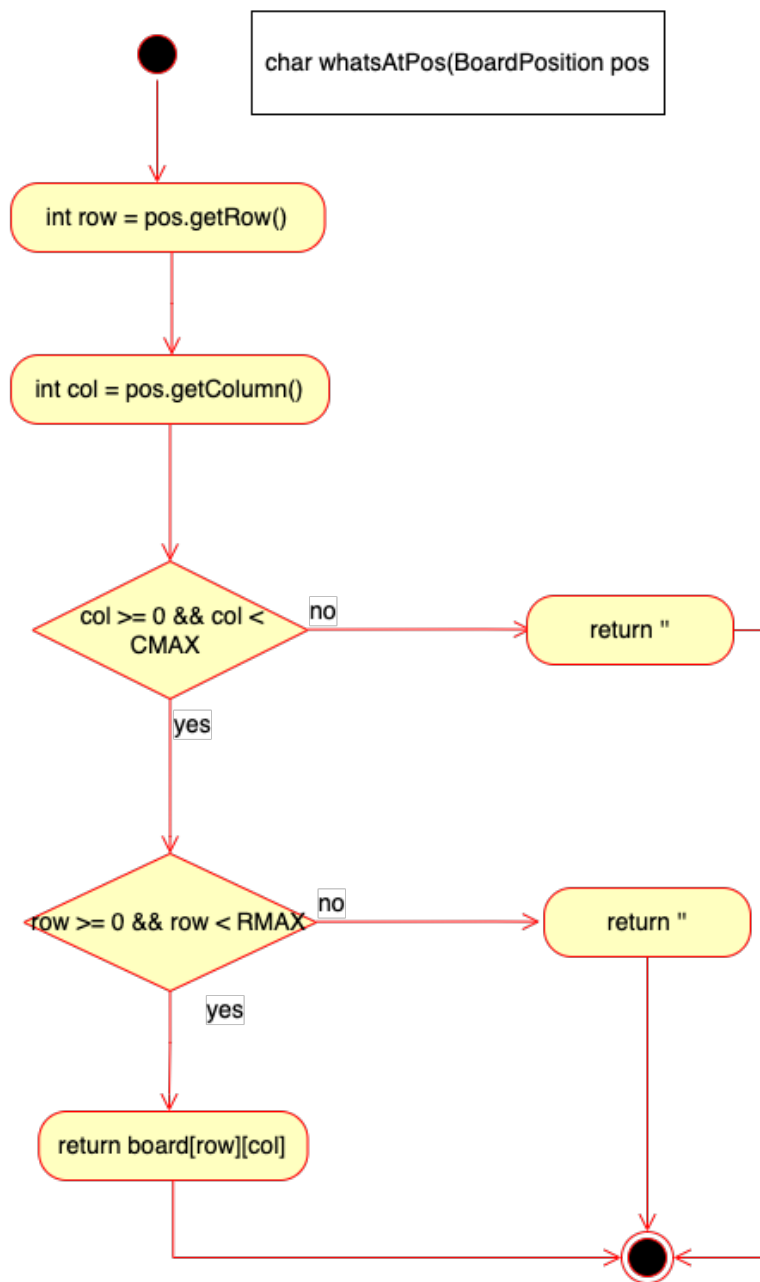 char whatsAtPos(BoardPosition pos
int row = pos.getRow()
int col = pos.getColumn()
col >= 0 && col <
CMAX
no
return ''
yes
row >= 0 && row < RMAX
no
return ''
yes
return board[row][col]